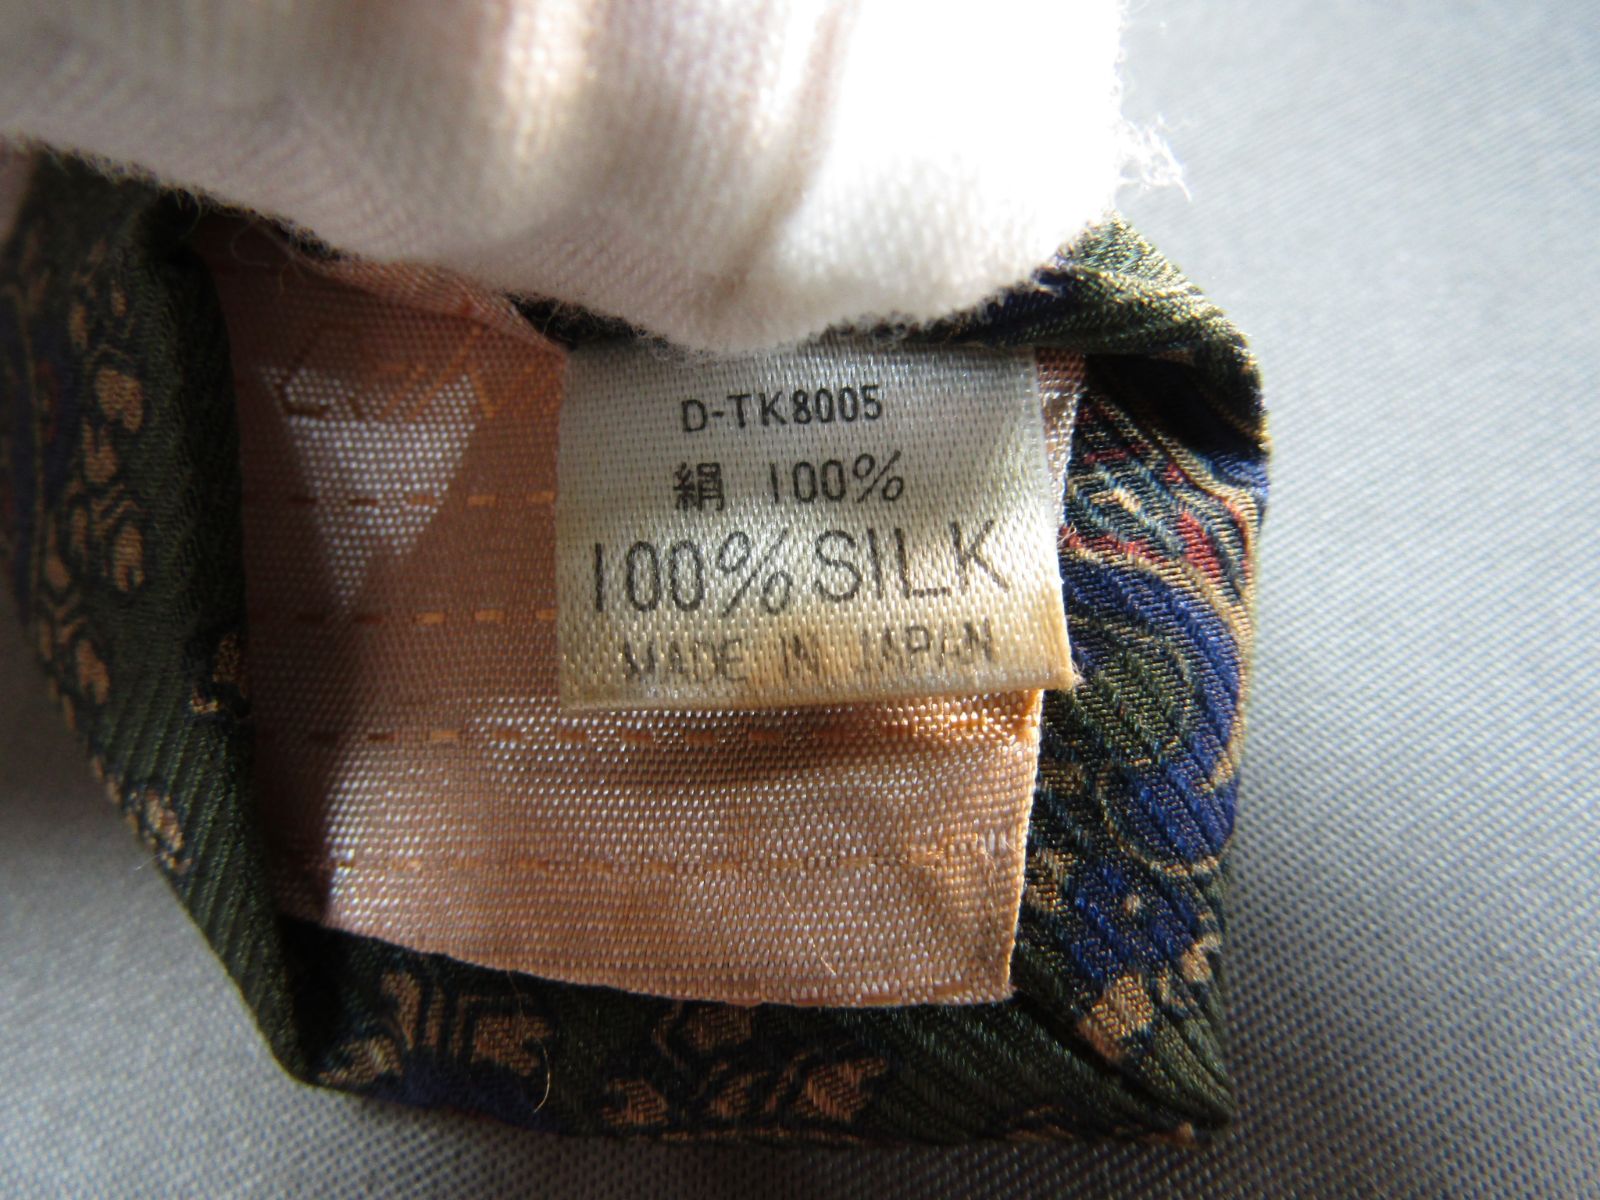 D-TK8005
絹 100%
100% SILK
MADE IN JAPAN